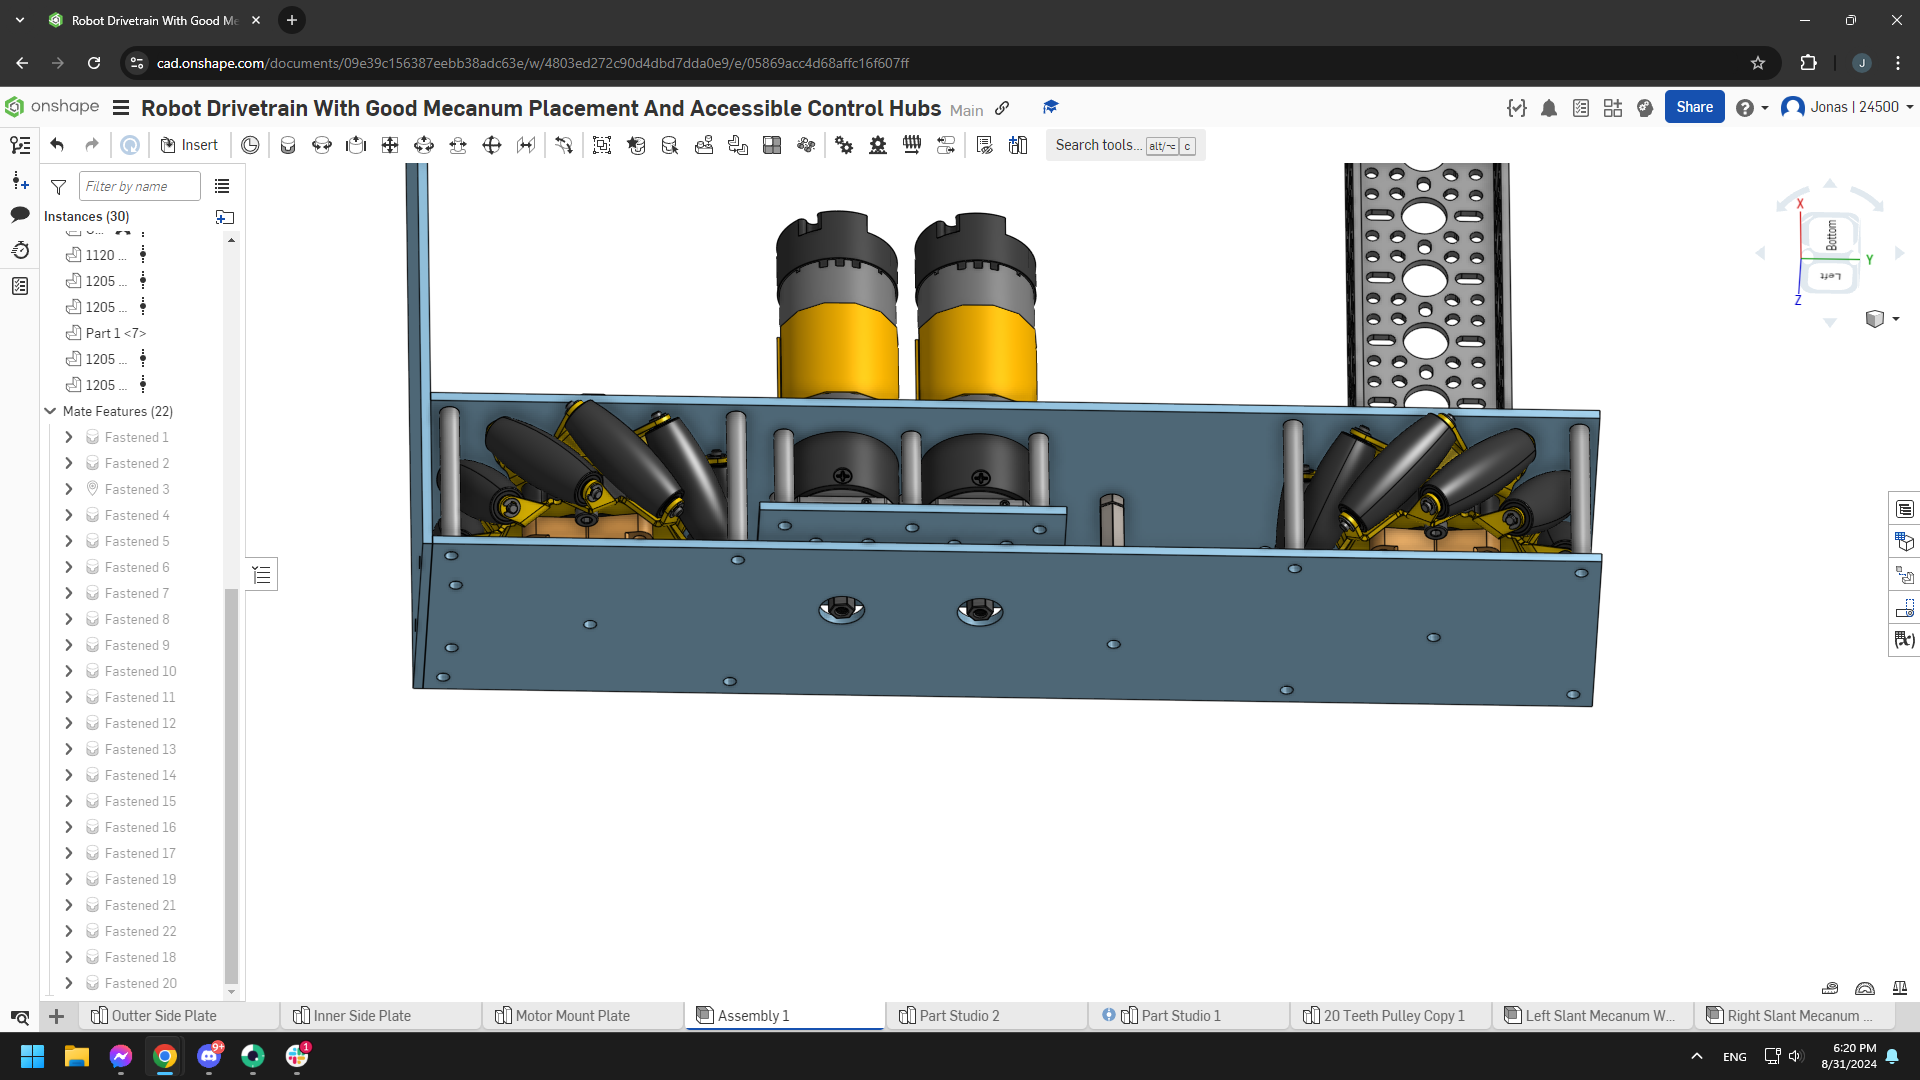 Robot Drivetrain With Good Me
cad.onshape.com/documents/09e39c156387eebb38adc63e/w/4803ed272c90d4dbd7dda0e9/e/05869acc4d68affc16f607ff
J
onshape
Robot Drivetrain With Good Mecanum Placement And Accessible Control Hubs
Main
Share
Jonas | 24500
Insert
Search tools... alt/⌥ c
Filter by name
Instances (30)
1120 ...
1205 ...
1205 ...
Part 1 <7>
1205 ...
1205 ...
Mate Features (22)
Fastened 1
Fastened 2
Fastened 3
Fastened 4
Fastened 5
Fastened 6
Fastened 7
Fastened 8
Fastened 9
Fastened 10
Fastened 11
Fastened 12
Fastened 13
Fastened 14
Fastened 15
Fastened 16
Fastened 17
Fastened 19
Fastened 21
Fastened 22
Fastened 18
Fastened 20
X
Bottom
Y
Left
Z
Outter Side Plate
Inner Side Plate
Motor Mount Plate
Assembly 1
Part Studio 2
Part Studio 1
20 Teeth Pulley Copy 1
Left Slant Mecanum W...
Right Slant Mecanum ...
9+
1
ENG
6:20 PM
8/31/2024